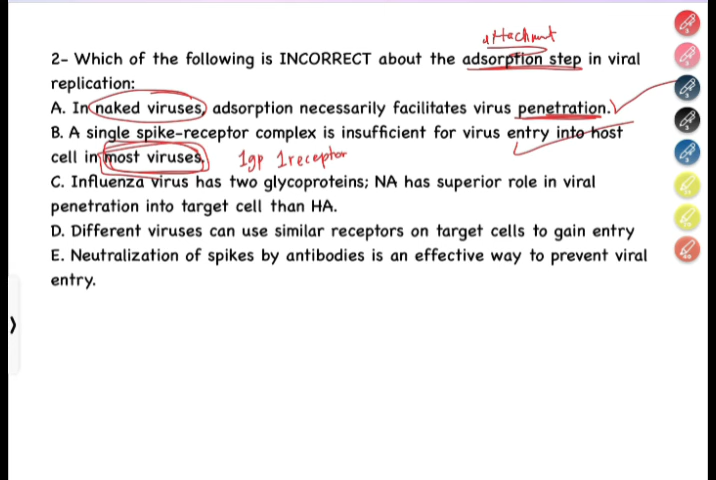 attachment
2- Which of the following is INCORRECT about the adsorption step in viral
replication:
A. In naked viruses, adsorption necessarily facilitates virus penetration.
B. A single spike-receptor complex is insufficient for virus entry into host
cell in most viruses. 1gp 1receptor
C. Influenza virus has two glycoproteins; NA has superior role in viral
penetration into target cell than HA.
D. Different viruses can use similar receptors on target cells to gain entry
E. Neutralization of spikes by antibodies is an effective way to prevent viral
entry.